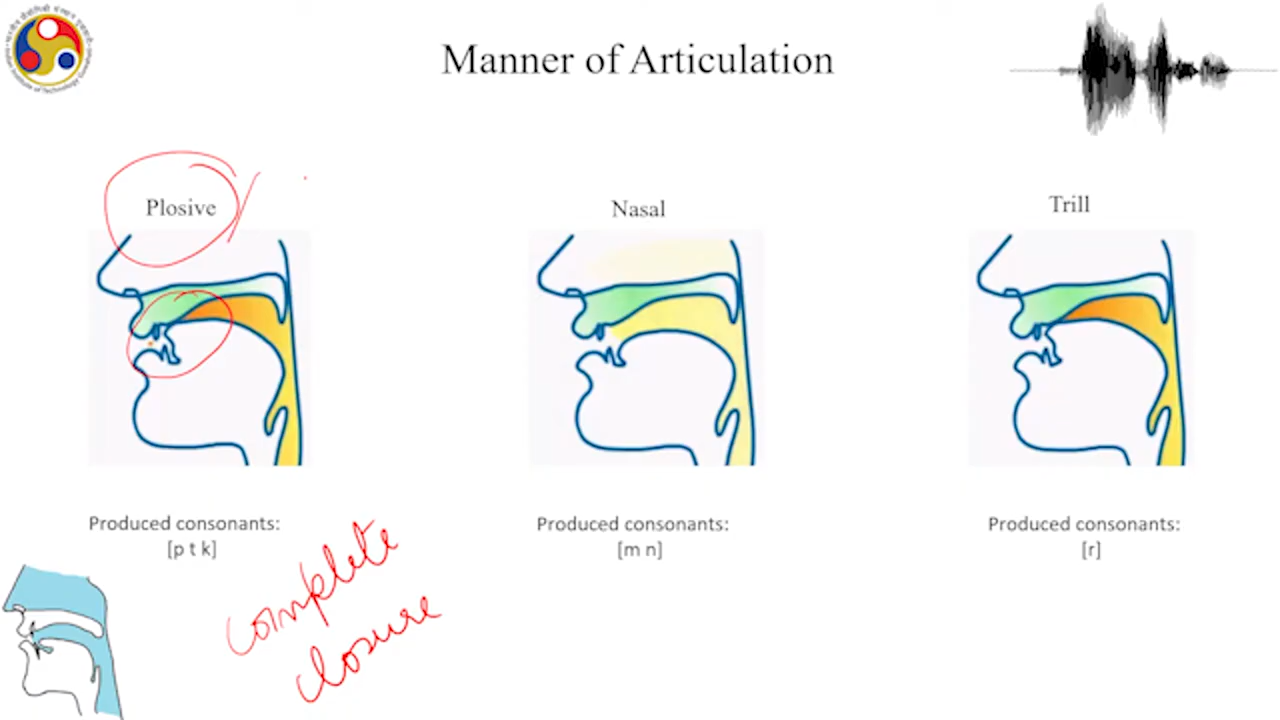 Manner of Articulation
Plosive
Nasal
Trill
Produced consonants:
[p t k]
Produced consonants:
[m n]
Produced consonants:
[r]
complete
closure